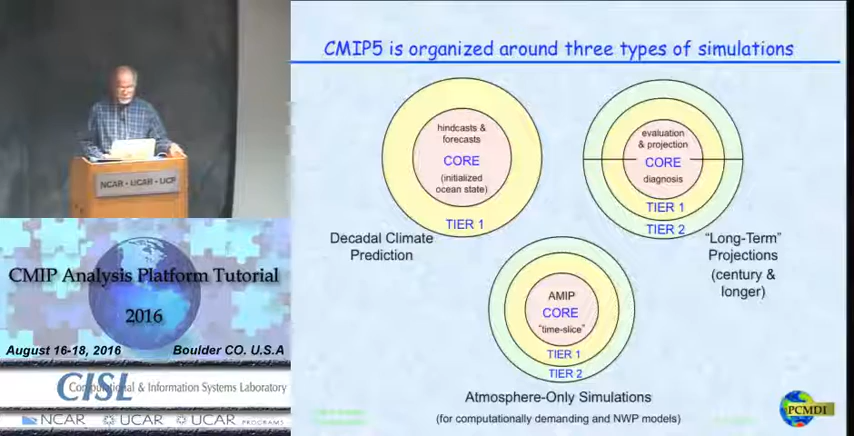 NCAR • UCAR • UCP
CMIP Analysis Platform Tutorial
2016
August 16-18, 2016 Boulder CO. U.S.A
CISL Computational & Information Systems Laboratory
NCAR UCAR UCAR PROGRAMS
CMIP5 is organized around three types of simulations
hindcasts &
forecasts
CORE
(initialized
ocean state)
TIER 1
Decadal Climate
Prediction
evaluation
& projection
CORE
diagnosis
TIER 1
TIER 2
"Long-Term"
Projections
(century &
longer)
AMIP
CORE
"time-slice"
TIER 1
TIER 2
Atmosphere-Only Simulations
(for computationally demanding and NWP models)
PCMDI